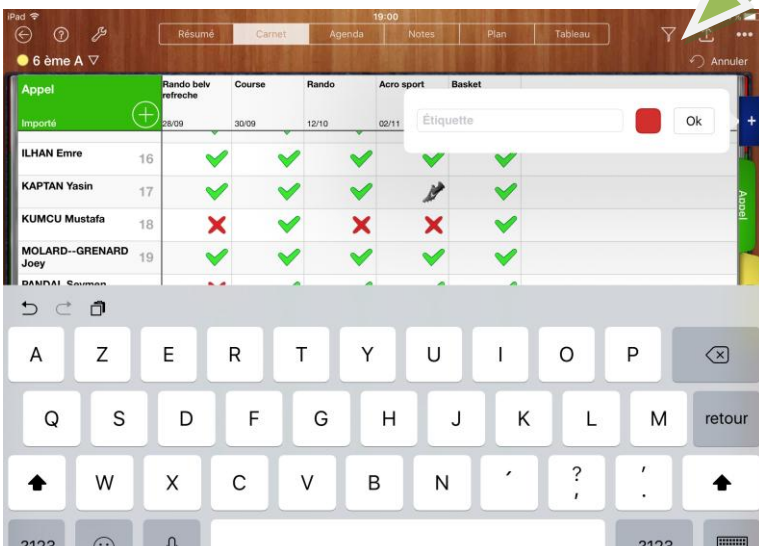 iPad 19:00
Résumé Carnet Agenda Notes Plan Tableau
6 ème A Annuler
Appel
Importé
Rando belv
refreche
28/09
Course
30/09
Rando
12/10
Acro sport
02/11
Basket
Étiquette Ok
+
ILHAN Emre 16
KAPTAN Yasin 17
KUMCU Mustafa 18
MOLARD--GRENARD
Joey 19
Appel
A Z E R T Y U I O P
Q S D F G H J K L M retour
W X C V B N ´ ? , ' .
.?123 .?123